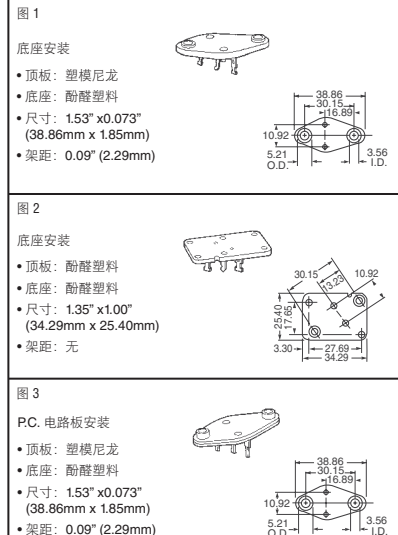 图 1
底座安装
• 顶板：塑模尼龙
• 底座：酚醛塑料
• 尺寸：1.53" x0.073"
(38.86mm x 1.85mm)
• 架距：0.09" (2.29mm)
38.86
30.15
16.89
10.92
5.21
O.D.
3.56
I.D.
图 2
底座安装
• 顶板：酚醛塑料
• 底座：酚醛塑料
• 尺寸：1.35" x1.00"
(34.29mm x 25.40mm)
• 架距：无
30.15
13.23
10.92
25.40
17.65
3.30
27.69
34.29
图 3
P.C. 电路板安装
• 顶板：塑模尼龙
• 底座：酚醛塑料
• 尺寸：1.53" x0.073"
(38.86mm x 1.85mm)
• 架距：0.09" (2.29mm)
38.86
30.15
16.89
10.92
5.21
O.D.
3.56
I.D.